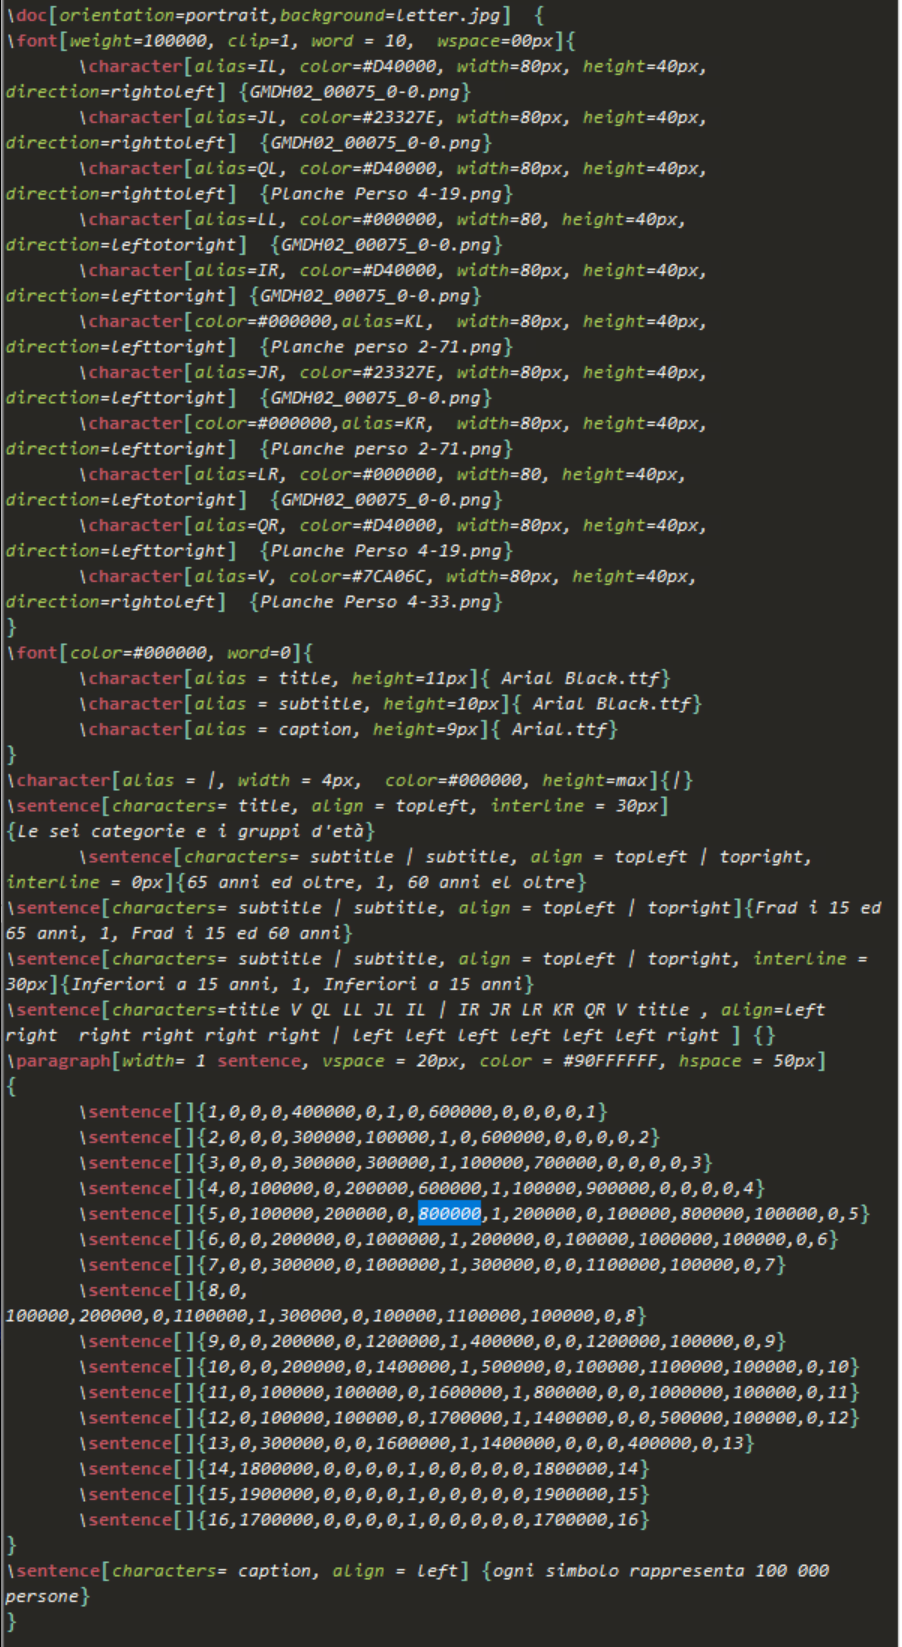 \doc[orientation=portrait,background=letter.jpg]  {
\font[weight=100000, clip=1, word = 10,  wspace=00px]{
\character[alias=IL, color=#D40000, width=80px, height=40px,
direction=rightoleft] {GMDH02_00075_0-0.png}
\character[alias=JL, color=#23327E, width=80px, height=40px,
direction=righttoleft]  {GMDH02_00075_0-0.png}
\character[alias=QL, color=#D40000, width=80px, height=40px,
direction=righttoleft]  {Planche Perso 4-19.png}
\character[alias=LL, color=#000000, width=80, height=40px,
direction=leftotoright]  {GMDH02_00075_0-0.png}
\character[alias=IR, color=#D40000, width=80px, height=40px,
direction=lefttoright] {GMDH02_00075_0-0.png}
\character[color=#000000,alias=KL,  width=80px, height=40px,
direction=lefttoright]  {Planche perso 2-71.png}
\character[alias=JR, color=#23327E, width=80px, height=40px,
direction=lefttoright]  {GMDH02_00075_0-0.png}
\character[color=#000000,alias=KR,  width=80px, height=40px,
direction=lefttoright]  {Planche perso 2-71.png}
\character[alias=LR, color=#000000, width=80, height=40px,
direction=leftotoright]  {GMDH02_00075_0-0.png}
\character[alias=QR, color=#D40000, width=80px, height=40px,
direction=lefttoright]  {Planche Perso 4-19.png}
\character[alias=V, color=#7CA06C, width=80px, height=40px,
direction=rightoleft]  {Planche Perso 4-33.png}
}
\font[color=#000000, word=0]{
\character[alias = title, height=11px]{ Arial Black.ttf}
\character[alias = subtitle, height=10px]{ Arial Black.ttf}
\character[alias = caption, height=9px]{ Arial.ttf}
}
\character[alias = |, width = 4px,  color=#000000, height=max]{|}
\sentence[characters= title, align = topleft, interline = 30px]
{Le sei categorie e i gruppi d'età}
\sentence[characters= subtitle | subtitle, align = topleft | topright,
interline = 0px]{65 anni ed oltre, 1, 60 anni el oltre}
\sentence[characters= subtitle | subtitle, align = topleft | topright]{Frad i 15 ed
65 anni, 1, Frad i 15 ed 60 anni}
\sentence[characters= subtitle | subtitle, align = topleft | topright, interline =
30px]{Inferiori a 15 anni, 1, Inferiori a 15 anni}
\sentence[characters=title V QL LL JL IL | IR JR LR KR QR V title , align=left
right  right right right right | left left left left left left right ] {}
\paragraph[width= 1 sentence, vspace = 20px, color = #90FFFFFF, hspace = 50px]
{
\sentence[]{1,0,0,0,400000,0,1,0,600000,0,0,0,0,1}
\sentence[]{2,0,0,0,300000,100000,1,0,600000,0,0,0,0,2}
\sentence[]{3,0,0,0,300000,300000,1,100000,700000,0,0,0,0,3}
\sentence[]{4,0,100000,0,200000,600000,1,100000,900000,0,0,0,0,4}
\sentence[]{5,0,100000,200000,0,800000,1,200000,0,100000,800000,100000,0,5}
\sentence[]{6,0,0,200000,0,1000000,1,200000,0,100000,1000000,100000,0,6}
\sentence[]{7,0,0,300000,0,1000000,1,300000,0,0,1100000,100000,0,7}
\sentence[]{8,0,
100000,200000,0,1100000,1,300000,0,100000,1100000,100000,0,8}
\sentence[]{9,0,0,200000,0,1200000,1,400000,0,0,1200000,100000,0,9}
\sentence[]{10,0,0,200000,0,1400000,1,500000,0,100000,1100000,100000,0,10}
\sentence[]{11,0,100000,100000,0,1600000,1,800000,0,0,1000000,100000,0,11}
\sentence[]{12,0,100000,100000,0,1700000,1,1400000,0,0,500000,100000,0,12}
\sentence[]{13,0,300000,0,0,1600000,1,1400000,0,0,0,400000,0,13}
\sentence[]{14,1800000,0,0,0,0,1,0,0,0,0,0,1800000,14}
\sentence[]{15,1900000,0,0,0,0,1,0,0,0,0,0,1900000,15}
\sentence[]{16,1700000,0,0,0,0,1,0,0,0,0,0,1700000,16}
}
\sentence[characters= caption, align = left] {ogni simbolo rappresenta 100 000
persone}
}